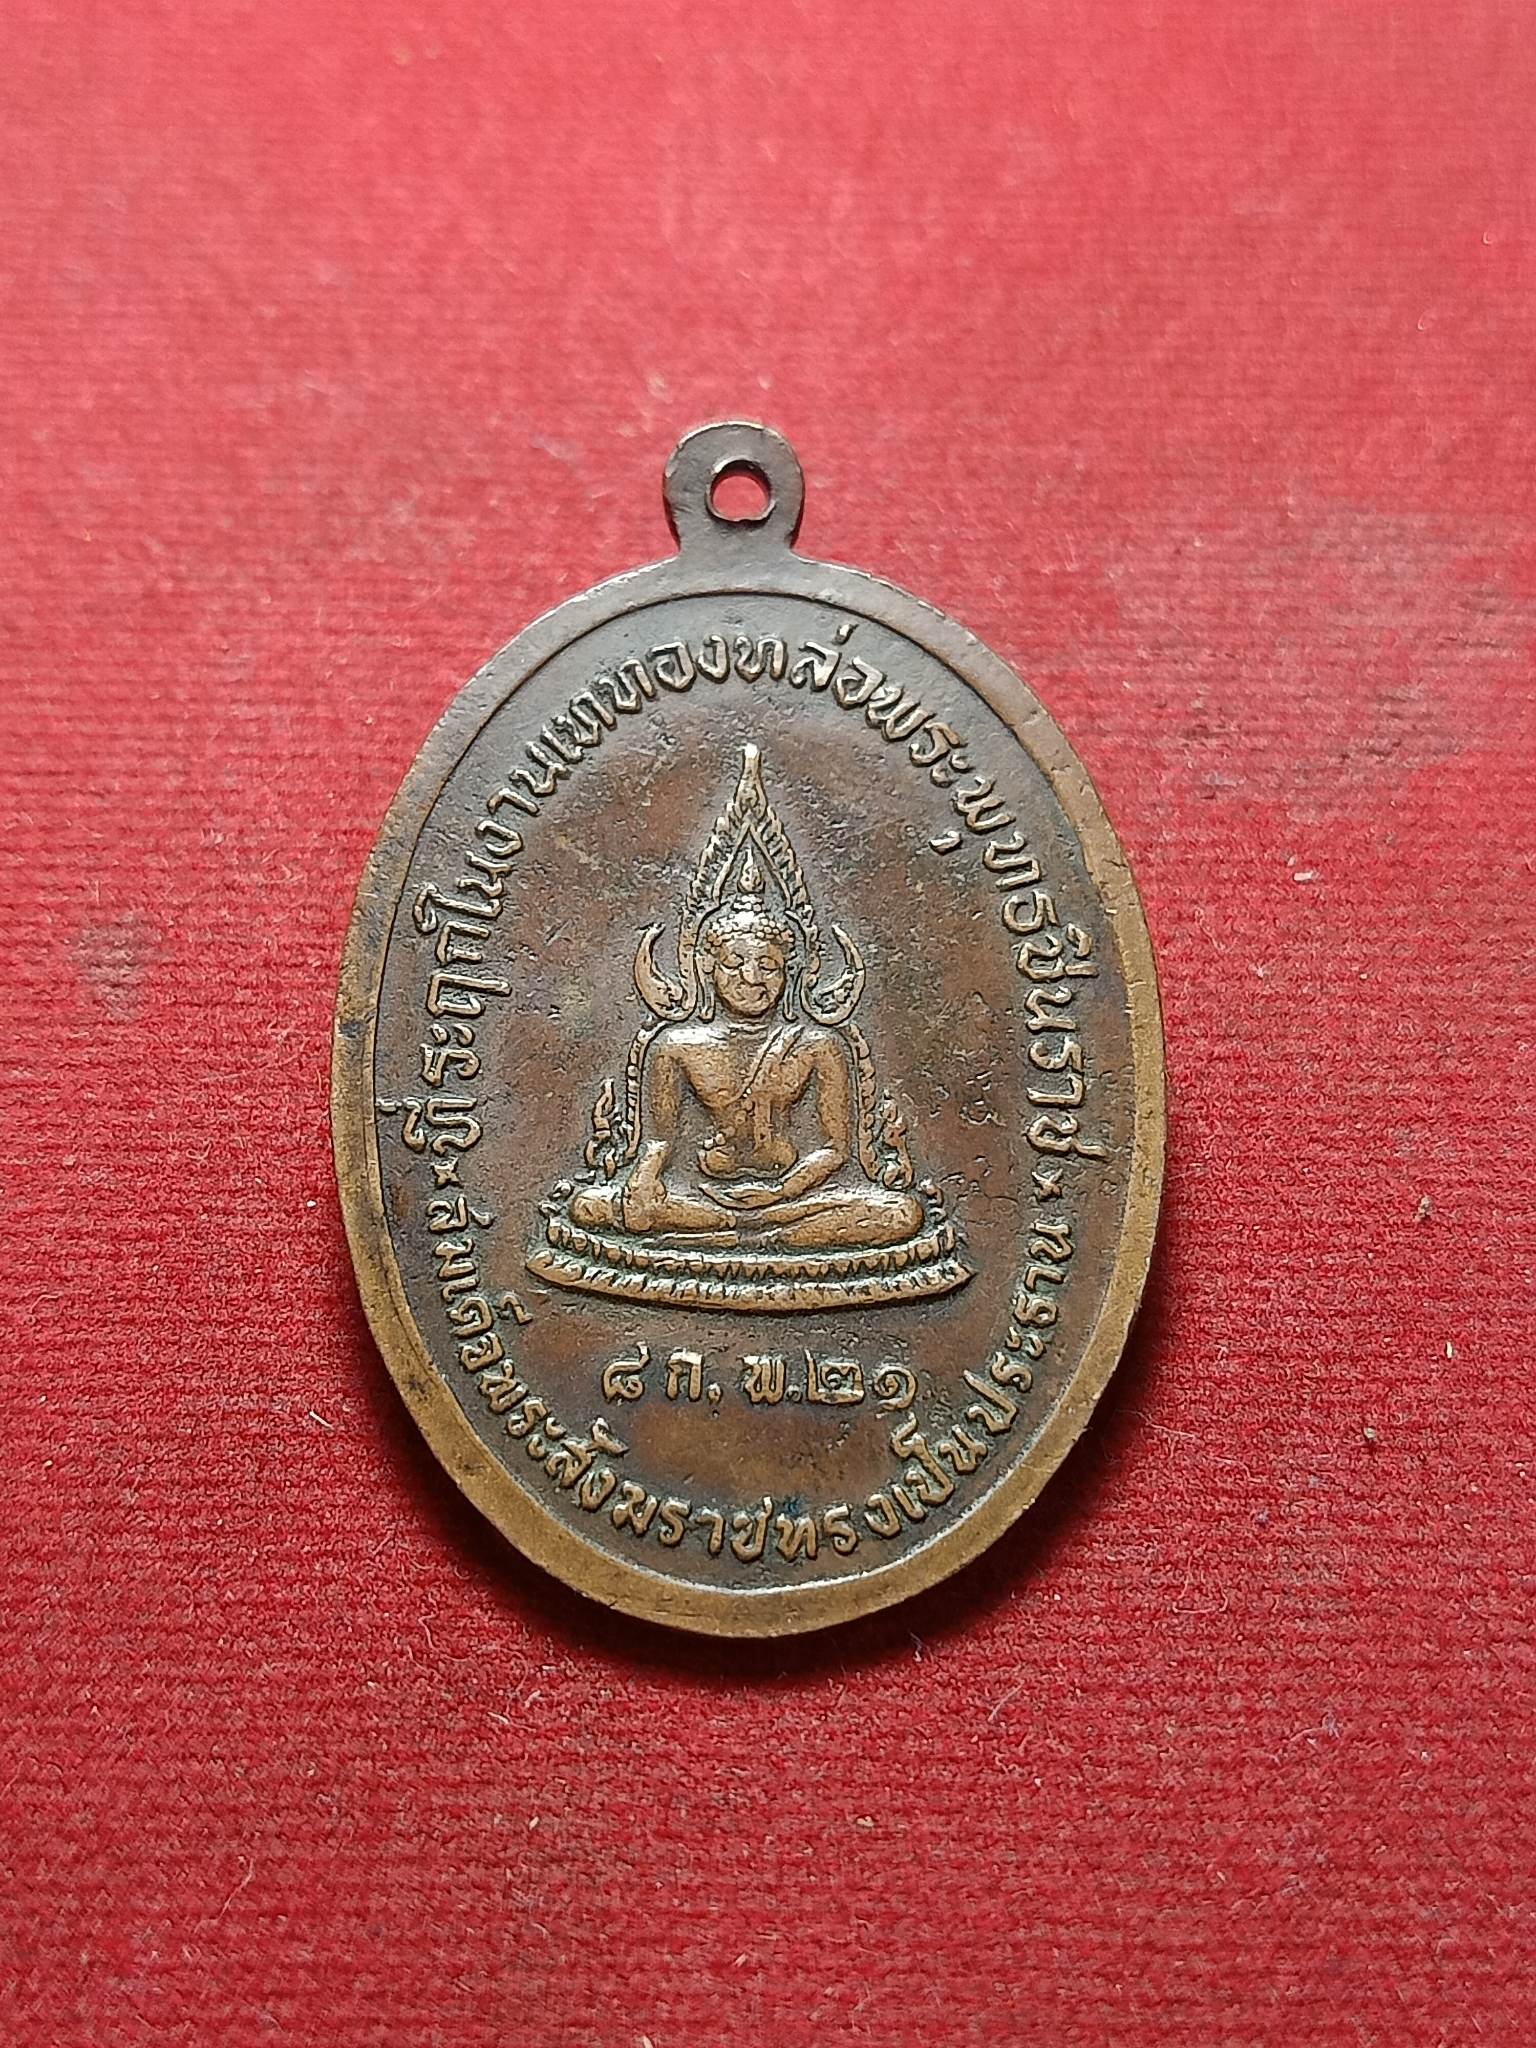 ที่ระฤกในงานเททองหล่อพระพุทธชินราช
๘ ก.พ.๒๑
สมเด็จพระสังฆราชทรงเป็นประธาน